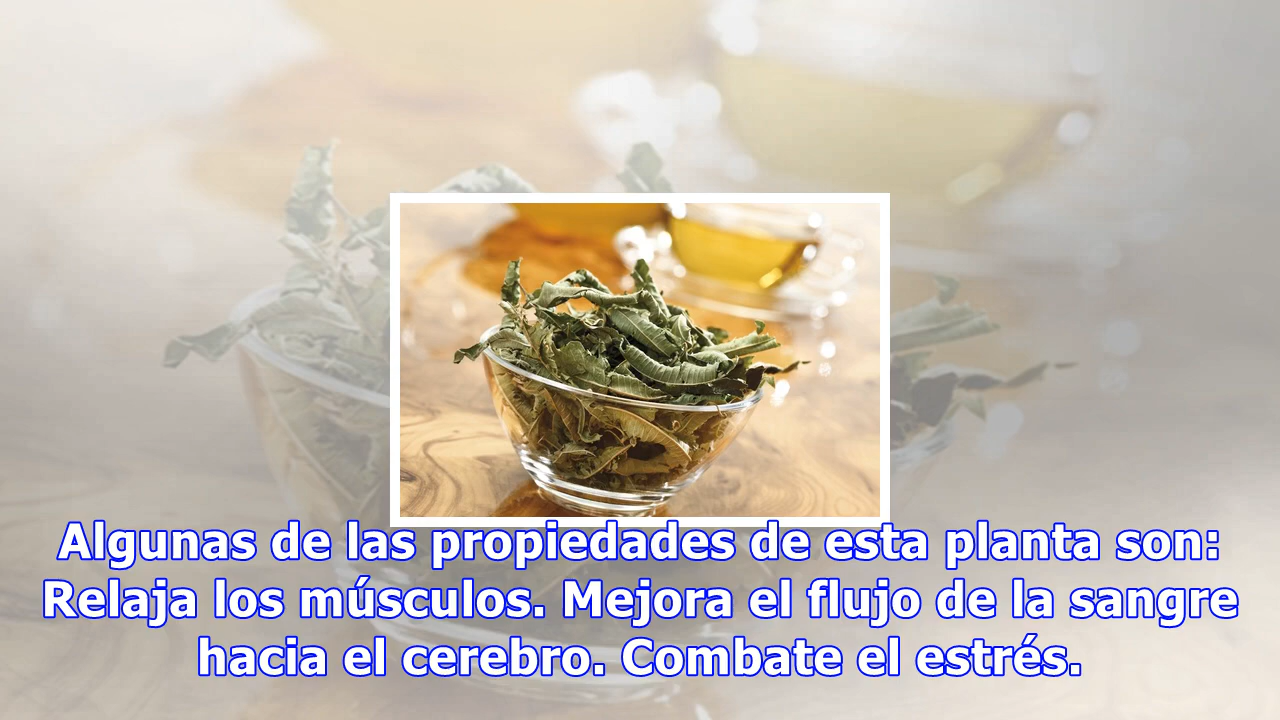 Algunas de las propiedades de esta planta son:
Relaja los músculos. Mejora el flujo de la sangre
hacia el cerebro. Combate el estrés.